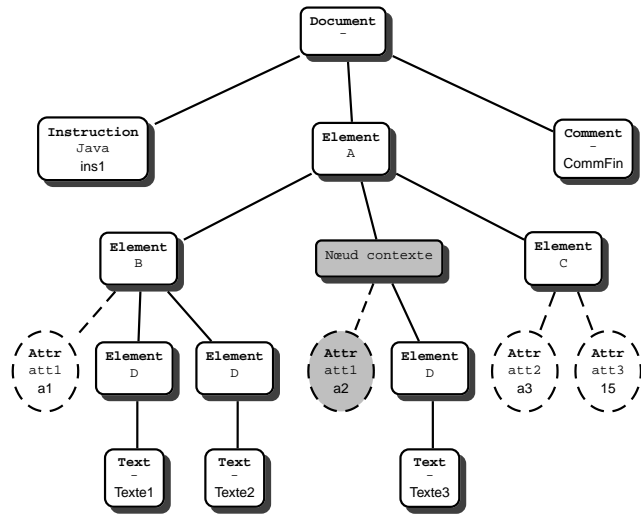 Document
-
Instruction
Java
ins1
Element
A
Comment
-
CommFin
Element
B
Nœud contexte
Element
C
Attr
att1
a1
Element
D
Element
D
Attr
att1
a2
Element
D
Attr
att2
a3
Attr
att3
15
Text
-
Texte1
Text
-
Texte2
Text
-
Texte3